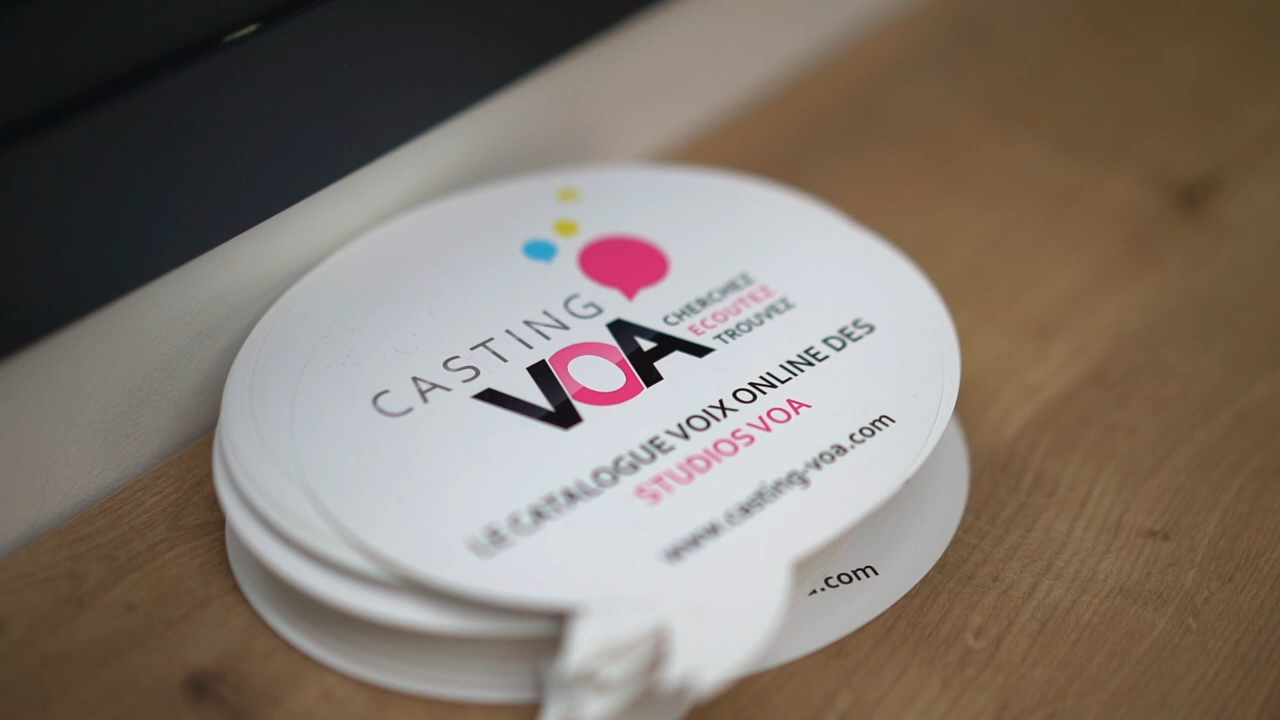 CASTING
VOA
CHERCHEZ
ECOUTEZ
TROUVEZ
LE CATALOGUE VOIX ONLINE DES
STUDIOS VOA
www.casting-voa.com
.com